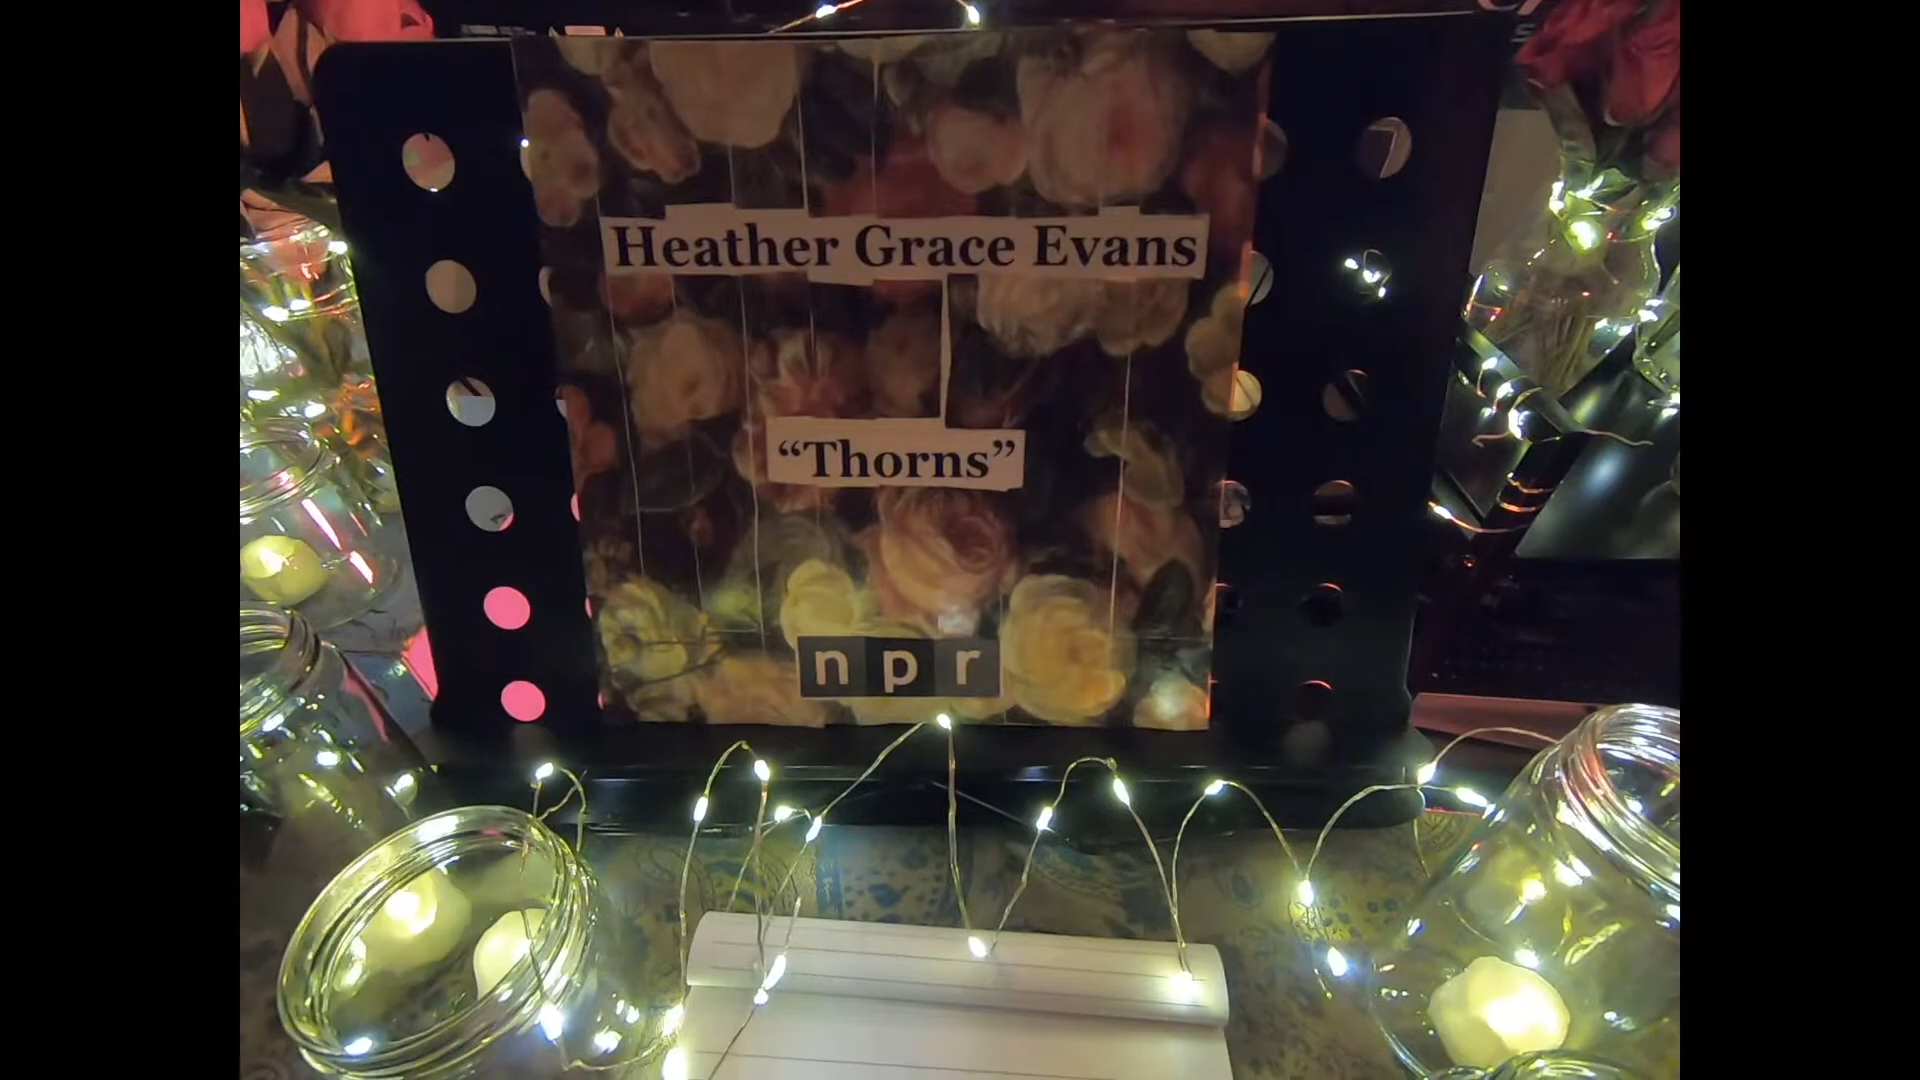 Heather Grace Evans
“Thorns”
npr